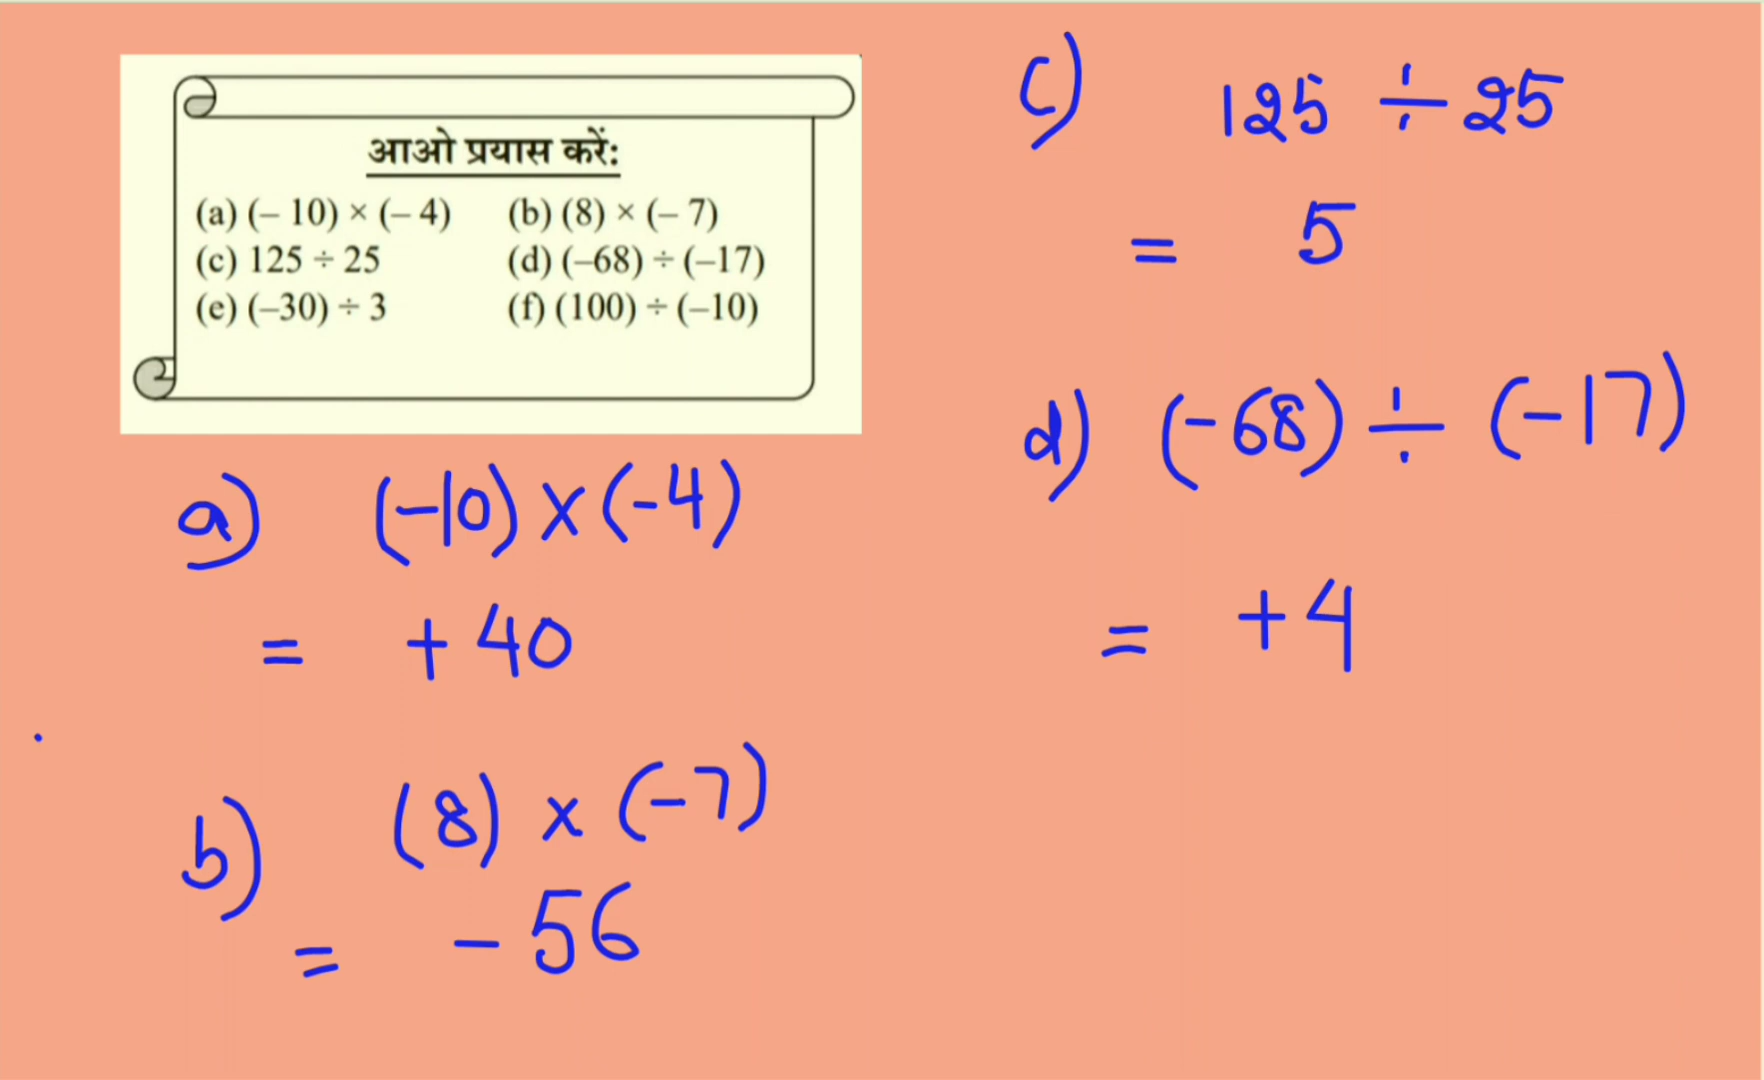 आओ प्रयास करें:
(a) (– 10) × (– 4) (b) (8) × (– 7)
(c) 125 ÷ 25 (d) (–68) ÷ (–17)
(e) (–30) ÷ 3 (f) (100) ÷ (–10)
a) (-10) × (-4)
= +40
b) (8) × (-7)
= -56
c) 125 ÷ 25
= 5
d) (-68) ÷ (-17)
= +4